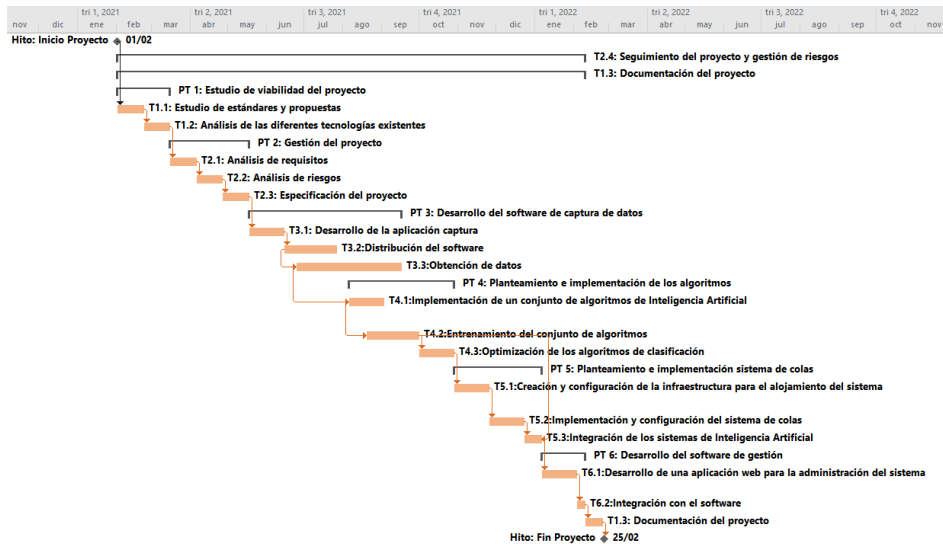 tri 1, 2021 tri 2, 2021 tri 3, 2021 tri 4, 2021 tri 1, 2022 tri 2, 2022 tri 3, 2022 tri 4, 2022
nov dic ene feb mar abr may jun jul ago sep oct nov dic ene feb mar abr may jun jul ago sep oct nov
Hito: Inicio Proyecto 01/02
T2.4: Seguimiento del proyecto y gestión de riesgos
T1.3: Documentación del proyecto
PT 1: Estudio de viabilidad del proyecto
T1.1: Estudio de estándares y propuestas
T1.2: Análisis de las diferentes tecnologías existentes
PT 2: Gestión del proyecto
T2.1: Análisis de requisitos
T2.2: Análisis de riesgos
T2.3: Especificación del proyecto
PT 3: Desarrollo del software de captura de datos
T3.1: Desarrollo de la aplicación captura
T3.2:Distribución del software
T3.3:Obtención de datos
PT 4: Planteamiento e implementación de los algoritmos
T4.1:Implementación de un conjunto de algoritmos de Inteligencia Artificial
T4.2:Entrenamiento del conjunto de algoritmos
T4.3:Optimización de los algoritmos de clasificación
PT 5: Planteamiento e implementación sistema de colas
T5.1:Creación y configuración de la infraestructura para el alojamiento del sistema
T5.2:Implementación y configuración del sistema de colas
T5.3:Integración de los sistemas de Inteligencia Artificial
PT 6: Desarrollo del software de gestión
T6.1:Desarrollo de una aplicación web para la administración del sistema
T6.2:Integración con el software
T1.3: Documentación del proyecto
Hito: Fin Proyecto 25/02